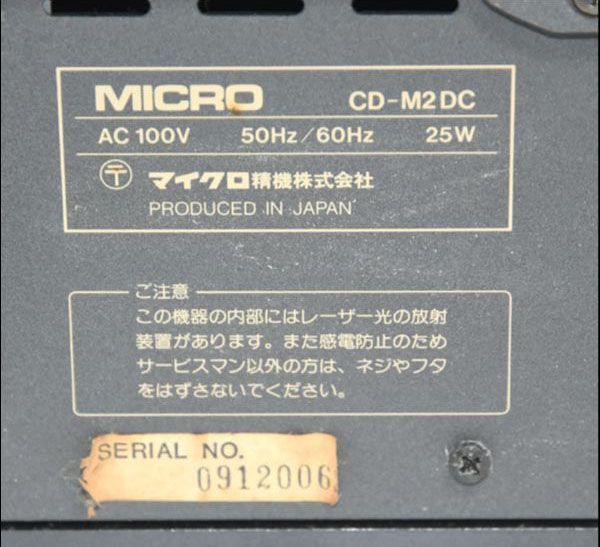 MICRO CD-M2DC
AC 100V 50Hz/60Hz 25W
〒 マイクロ精機株式会社
PRODUCED IN JAPAN
ご注意
この機器の内部にはレーザー光の放射
装置があります。また感電防止のため
サービスマン以外の方は、ネジやフタ
をはずさないでください。
SERIAL NO.
0912006